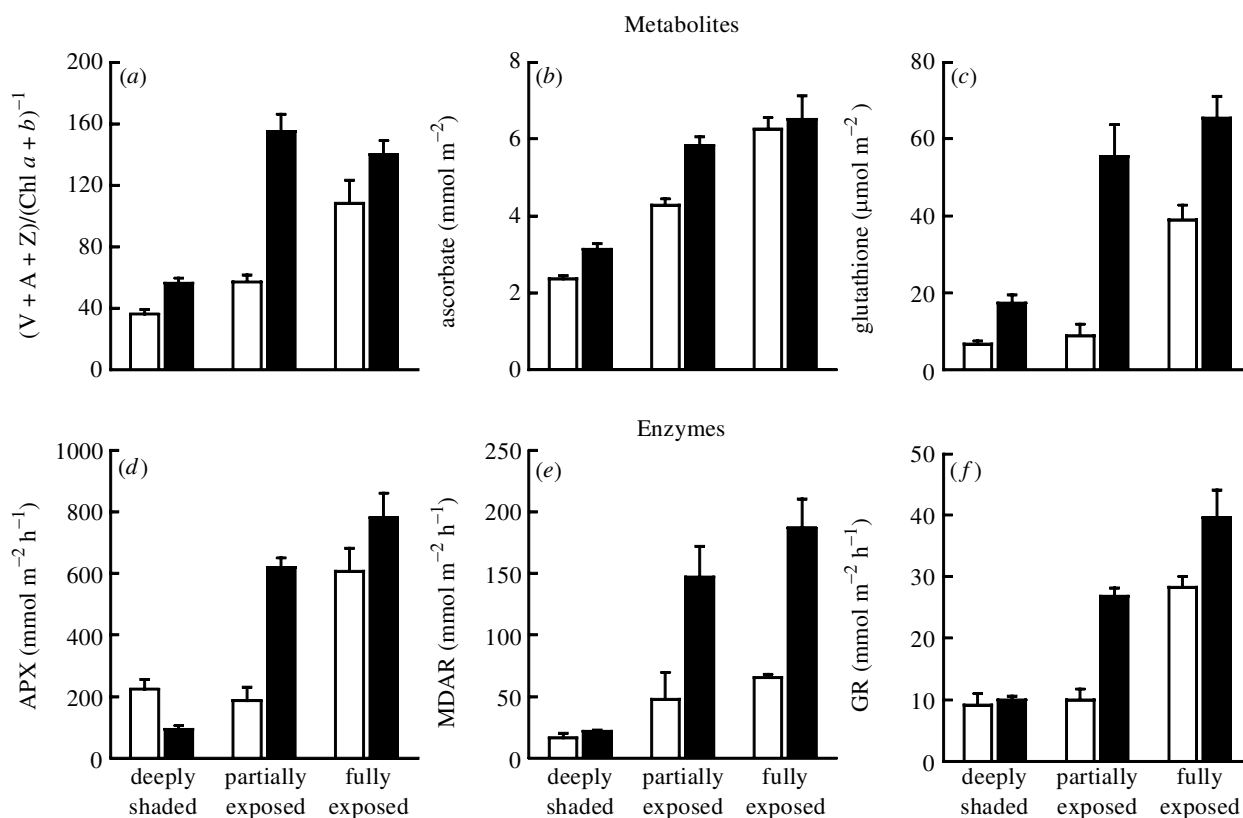 Metabolites
(a)
(V + A + Z)/(Chl a + b)⁻¹
200
160
120
80
40
0
(b)
ascorbate (mmol m⁻²)
8
6
4
2
0
(c)
glutathione (μmol m⁻²)
80
60
40
20
0
Enzymes
(d)
APX (mmol m⁻² h⁻¹)
1000
800
600
400
200
0
deeply shaded
partially exposed
fully exposed
(e)
MDAR (mmol m⁻² h⁻¹)
250
200
150
100
50
0
deeply shaded
partially exposed
fully exposed
(f)
GR (mmol m⁻² h⁻¹)
50
40
30
20
10
0
deeply shaded
partially exposed
fully exposed